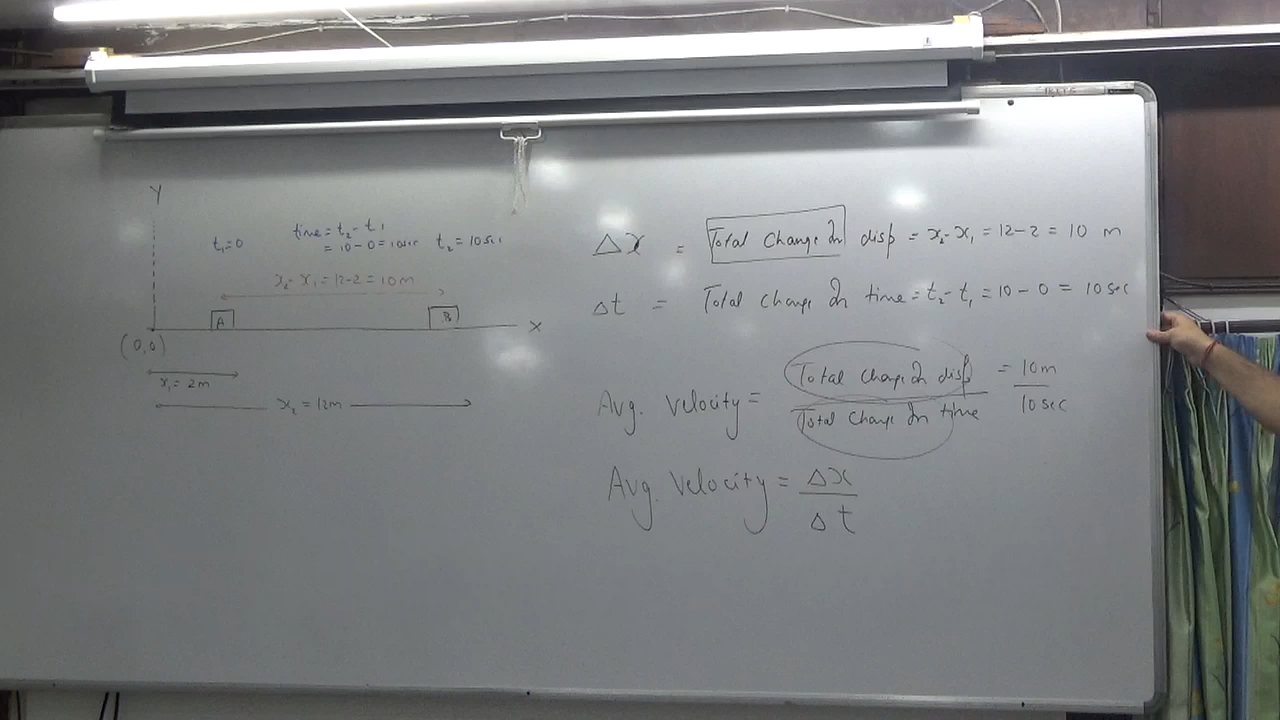 Y
t₁=0
time = t₂ - t₁
= 10-0 = 10sec
t₂ = 10sec
x₂ - x₁ = 12-2 = 10m
A
B
X
(0,0)
x₁ = 2m
x₂ = 12m
Δx = Total Change In disp = x₂-x₁ = 12-2 = 10 m
Δt = Total Change In time = t₂ - t₁ = 10 - 0 = 10 sec
Avg. Velocity = Total Change In disp / Total Change In time = 10m / 10 sec
Avg. Velocity = Δx / Δt